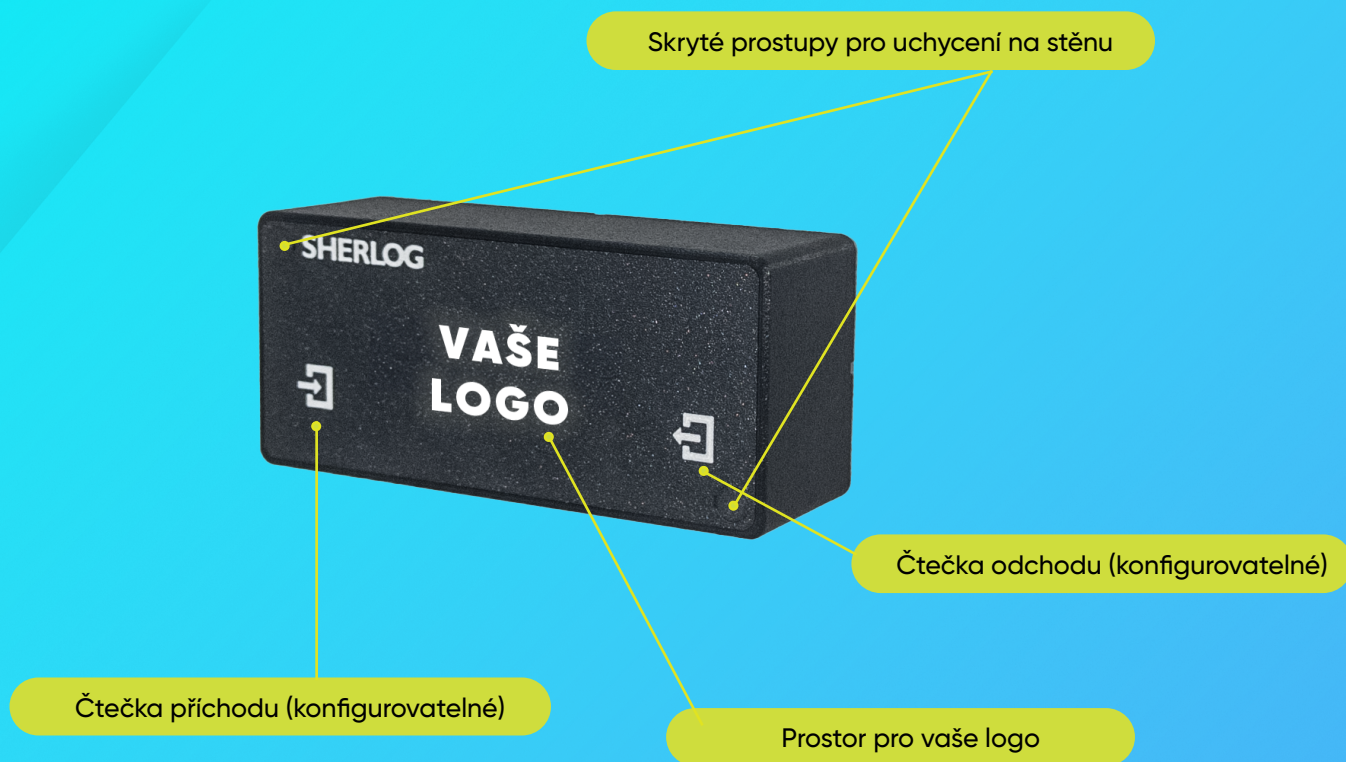 Skryté prostupy pro uchycení na stěnu
SHERLOG
VAŠE
LOGO
Čtečka odchodu (konfigurovatelné)
Čtečka příchodu (konfigurovatelné)
Prostor pro vaše logo